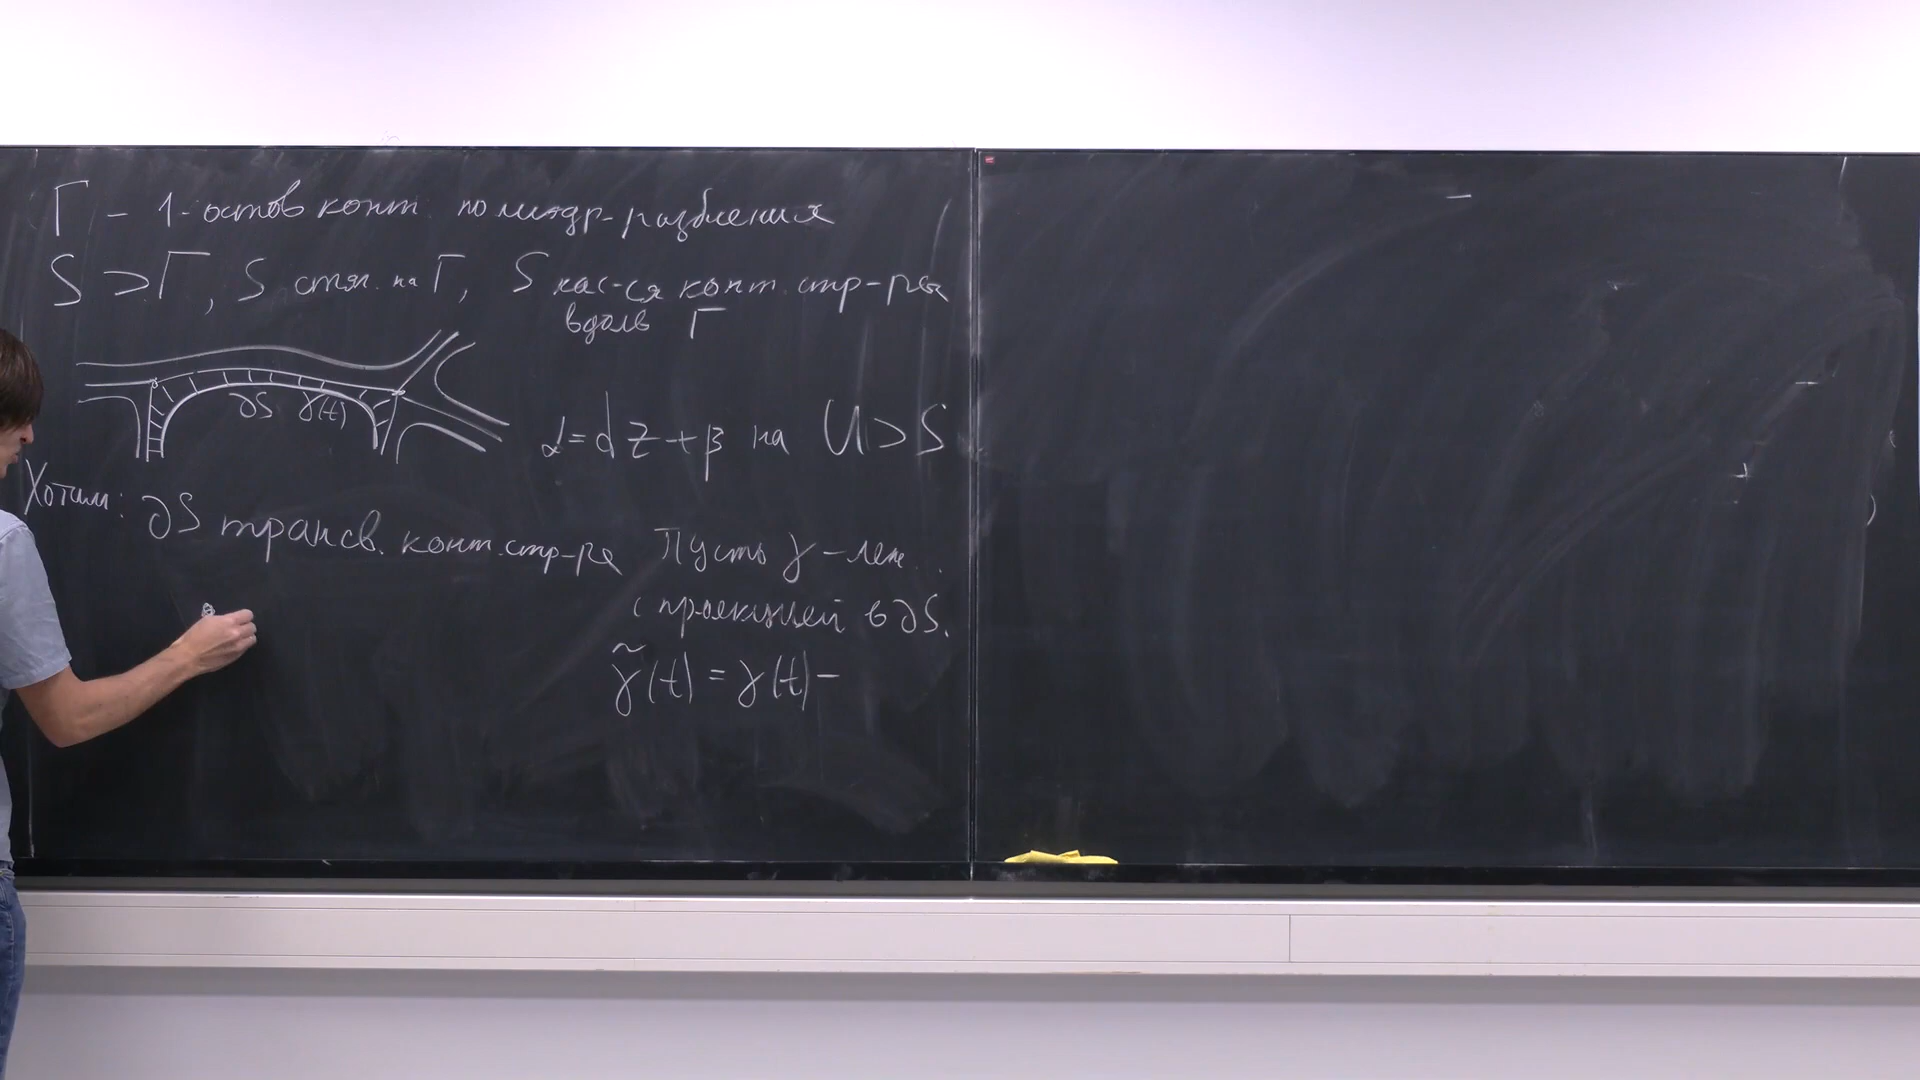 Γ – 1-остов конт. полиэдр-разбиения
S ⊃ Γ, S стяг. на Γ, S кас-ся конт. стр-ры
вдоль Γ
∂S γ(t)
α = dz + β на U ⊃ S
Хотим: ∂S трансв. конт. стр-ре
Пусть γ – леж...
с проекцией в ∂S.
γ̃(t) = γ(t) –